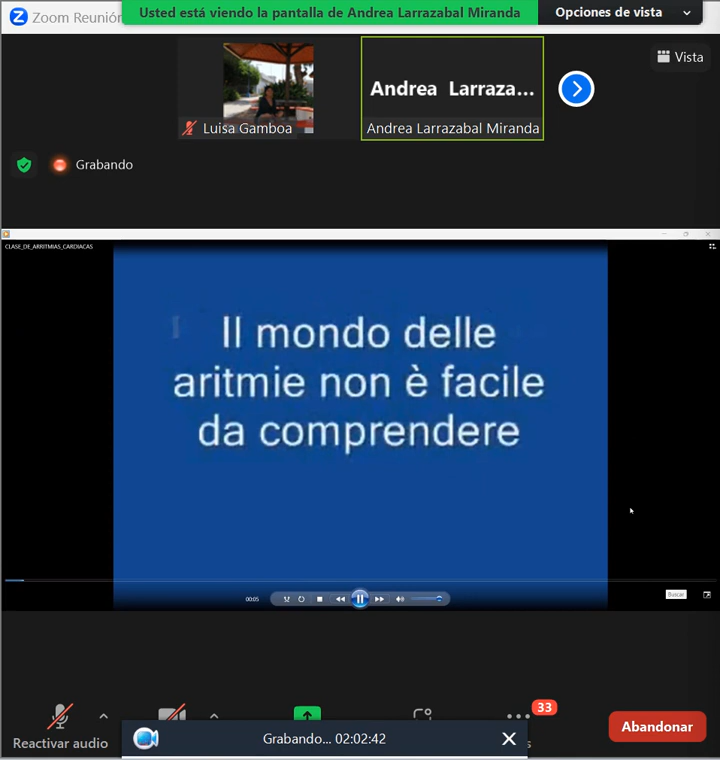 Zoom Reunión
Usted está viendo la pantalla de Andrea Larrazabal Miranda
Opciones de vista
Andrea Larraza...
Vista
Luisa Gamboa
Andrea Larrazabal Miranda
Grabando
CLASE_DE_ARRITMIAS_CARDIACAS
Il mondo delle
aritmie non è facile
da comprendere
00:05
Buscar
33
Abandonar
Reactivar audio
Grabando... 02:02:42